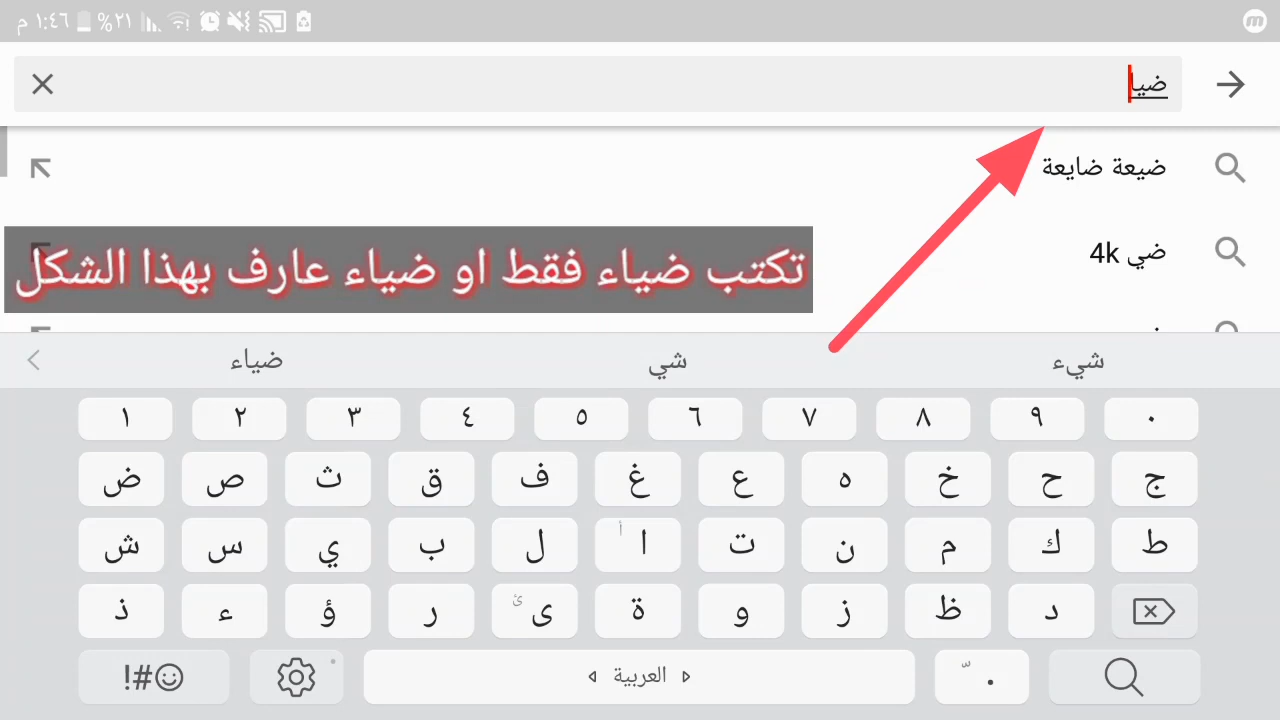 ١:٤٦ م ٢١%
ضيا
ضيعة ضايعة
ضي 4k
تكتب ضياء فقط او ضياء عارف بهذا الشكل
شيء شي ضياء
١ ٢ ٣ ٤ ٥ ٦ ٧ ٨ ٩ ٠
ض ص ث ق ف غ ع ه خ ح ج
ش س ي ب ل ا أ ت ن م ك ط
ذ ء ؤ ر ى ئ ة و ز ظ د
!#☺ العربية .